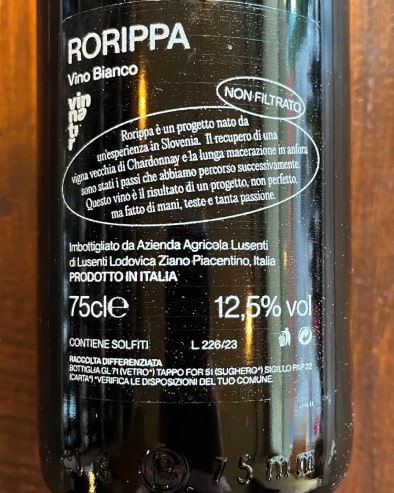 RORIPPA
Vino Bianco
vin
na
tur
NON FILTRATO
Rorippa è un progetto nato da
un'esperienza in Slovenia. Il recupero di una
vigna vecchia di Chardonnay e la lunga macerazione in anfora
sono stati i passi che abbiamo percorso successivamente.
Questo vino è il risultato di un progetto, non perfetto,
ma fatto di mani, teste e tanta passione.
Imbottigliato da Azienda Agricola Lusenti
di Lusenti Lodovica Ziano Piacentino, Italia
PRODOTTO IN ITALIA
75cl e 12,5% vol
CONTIENE SOLFITI L 226/23
RACCOLTA DIFFERENZIATA
BOTTIGLIA GL 71 (VETRO*) TAPPO FOR 51 (SUGHERO*) SIGILLO PAP 22
(CARTA*) *VERIFICA LE DISPOSIZIONI DEL TUO COMUNE.
75mm